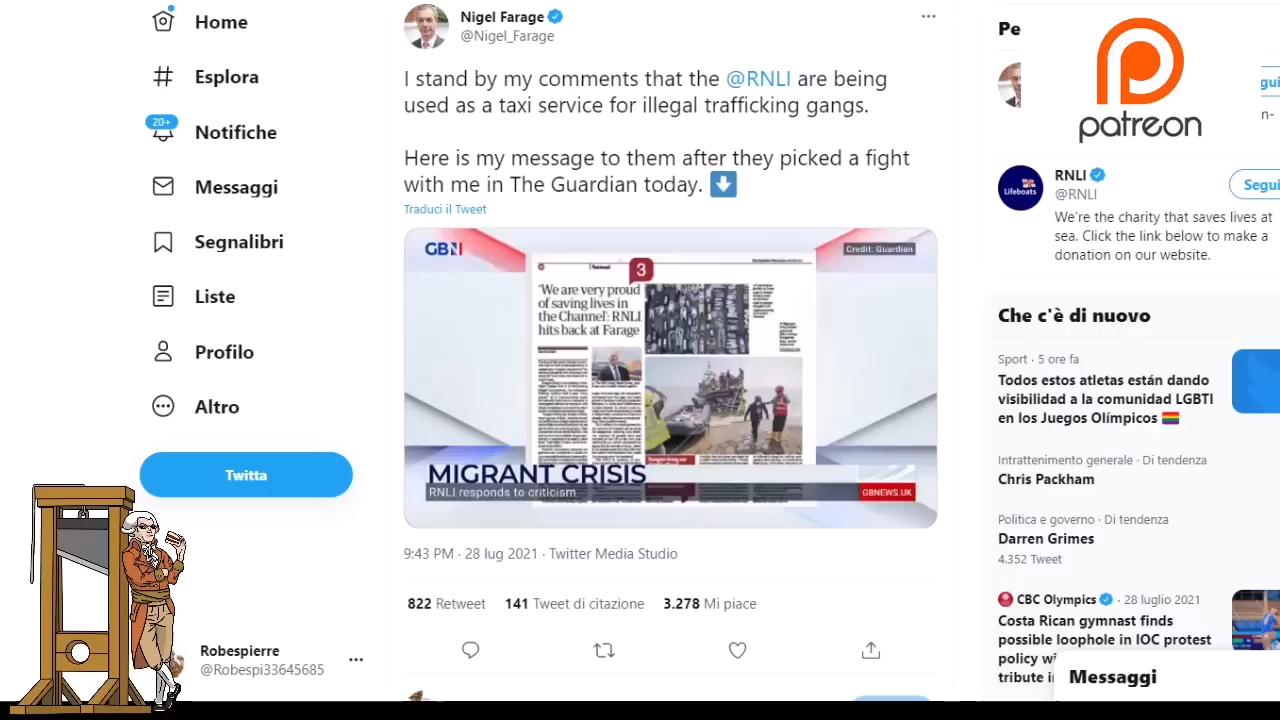 Home
Esplora
20+
Notifiche
Messaggi
Segnalibri
Liste
Profilo
Altro
Twitta
Robespierre
@Robespi33645685
Nigel Farage
@Nigel_Farage
I stand by my comments that the @RNLI are being
used as a taxi service for illegal trafficking gangs.
Here is my message to them after they picked a fight
with me in The Guardian today.
Traduci il Tweet
GBN
Credit: Guardian
3
'We are very proud
of saving lives in
the Channel': RNLI
hits back at Farage
MIGRANT CRISIS
RNLI responds to criticism
GBNEWS.UK
9:43 PM · 28 lug 2021 · Twitter Media Studio
822 Retweet 141 Tweet di citazione 3.278 Mi piace
Pe
patreon
gui
n-
RNLI
@RNLI
Lifeboats
Segui
We're the charity that saves lives at
sea. Click the link below to make a
donation on our website.
Che c'è di nuovo
Sport · 5 ore fa
Todos estos atletas están dando
visibilidad a la comunidad LGBTI
en los Juegos Olímpicos
Intrattenimento generale · Di tendenza
Chris Packham
Politica e governo · Di tendenza
Darren Grimes
4.352 Tweet
CBC Olympics · 28 luglio 2021
Costa Rican gymnast finds
possible loophole in IOC protest
policy wi
tribute i
Messaggi